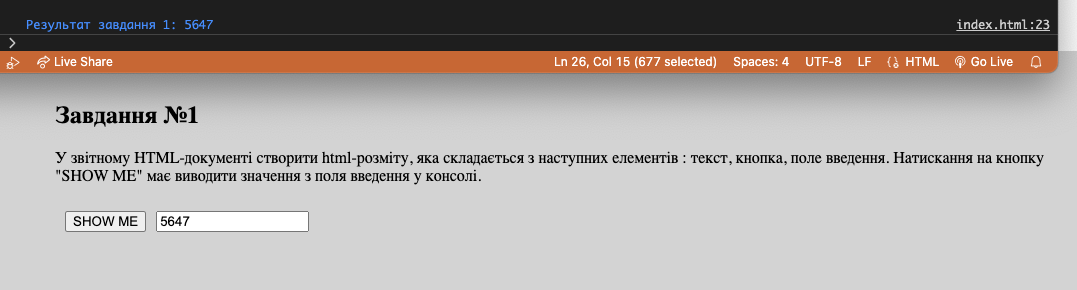 Результат завдання 1: 5647 index.html:23
Live Share Ln 26, Col 15 (677 selected) Spaces: 4 UTF-8 LF HTML Go Live
Завдання №1
У звітному HTML-документі створити html-розміту, яка складається з наступних елементів : текст, кнопка, поле введення. Натискання на кнопку
"SHOW ME" має виводити значення з поля введення у консолі.
SHOW ME 5647